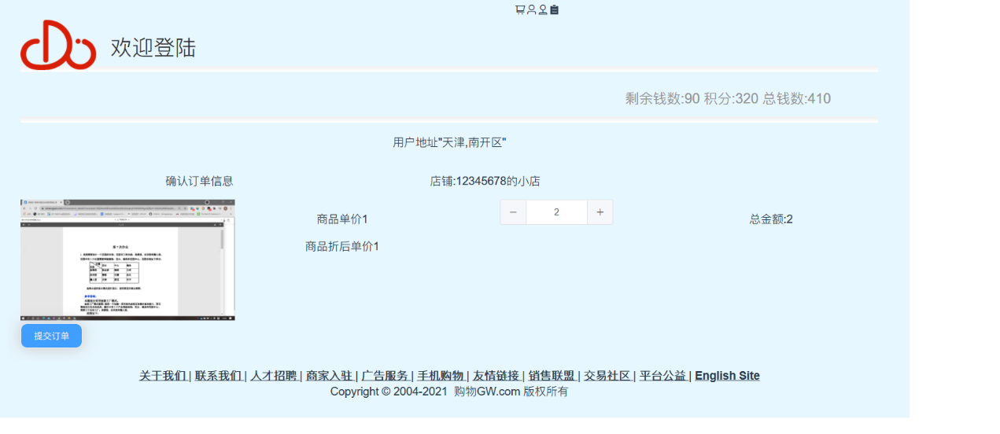 欢迎登陆
剩余钱数:90 积分:320 总钱数:410
用户地址"天津,南开区"
确认订单信息 店铺:12345678的小店
商品单价1 2 总金额:2
商品折后单价1
提交订单
关于我们 | 联系我们 | 人才招聘 | 商家入驻 | 广告服务 | 手机购物 | 友情链接 | 销售联盟 | 交易社区 | 平台公益 | English Site
Copyright © 2004-2021 购物GW.com 版权所有